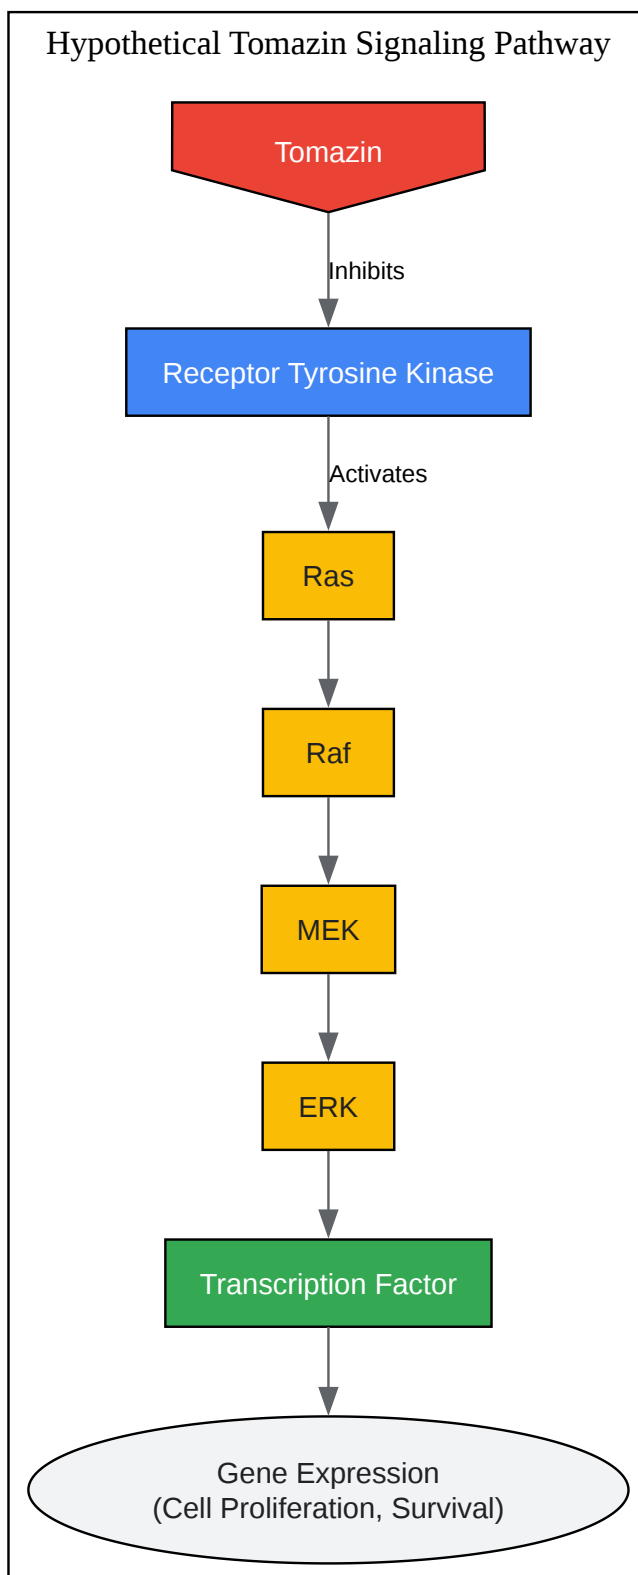 Hypothetical Tomazin Signaling Pathway
Tomazin
Inhibits
Receptor Tyrosine Kinase
Activates
Ras
Raf
MEK
ERK
Transcription Factor
Gene Expression
(Cell Proliferation, Survival)